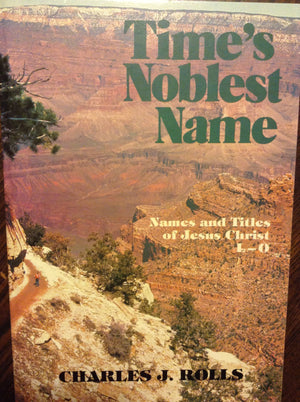 Time's
Noblest
Name
Names and Titles
of Jesus Christ
L–O
CHARLES J. ROLLS